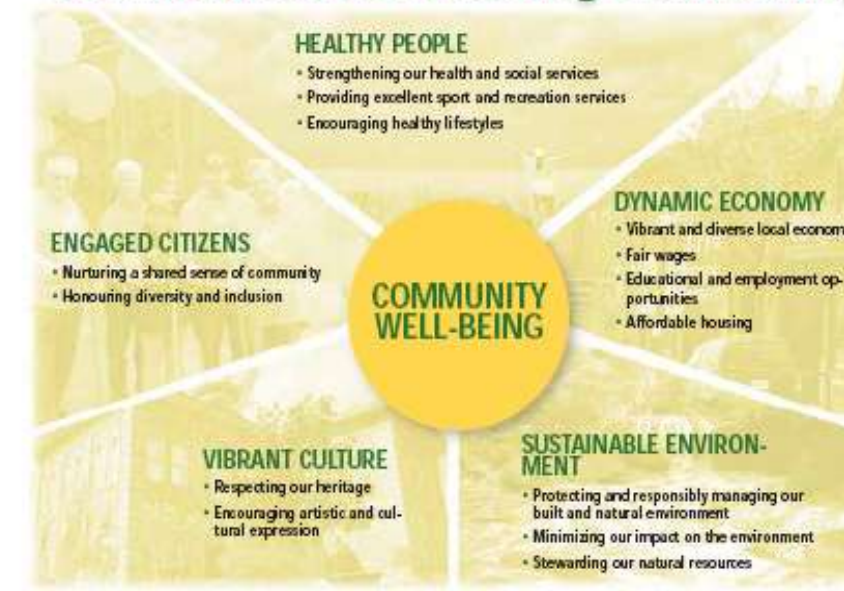 HEALTHY PEOPLE
• Strengthening our health and social services
• Providing excellent sport and recreation services
• Encouraging healthy lifestyles
DYNAMIC ECONOMY
• Vibrant and diverse local
• Fair wages
• Educational and employment op-
portunities
• Affordable housing
ENGAGED CITIZENS
• Nurturing a shared sense of community
• Honouring diversity and inclusion
COMMUNITY
WELL-BEING
VIBRANT CULTURE
• Respecting our heritage
• Encouraging artistic and cul-
tural expression
SUSTAINABLE ENVIRON-
MENT
• Protecting and responsibly managing our
built and natural environment
• Minimizing our impact on the environment
• Stewarding our natural resources